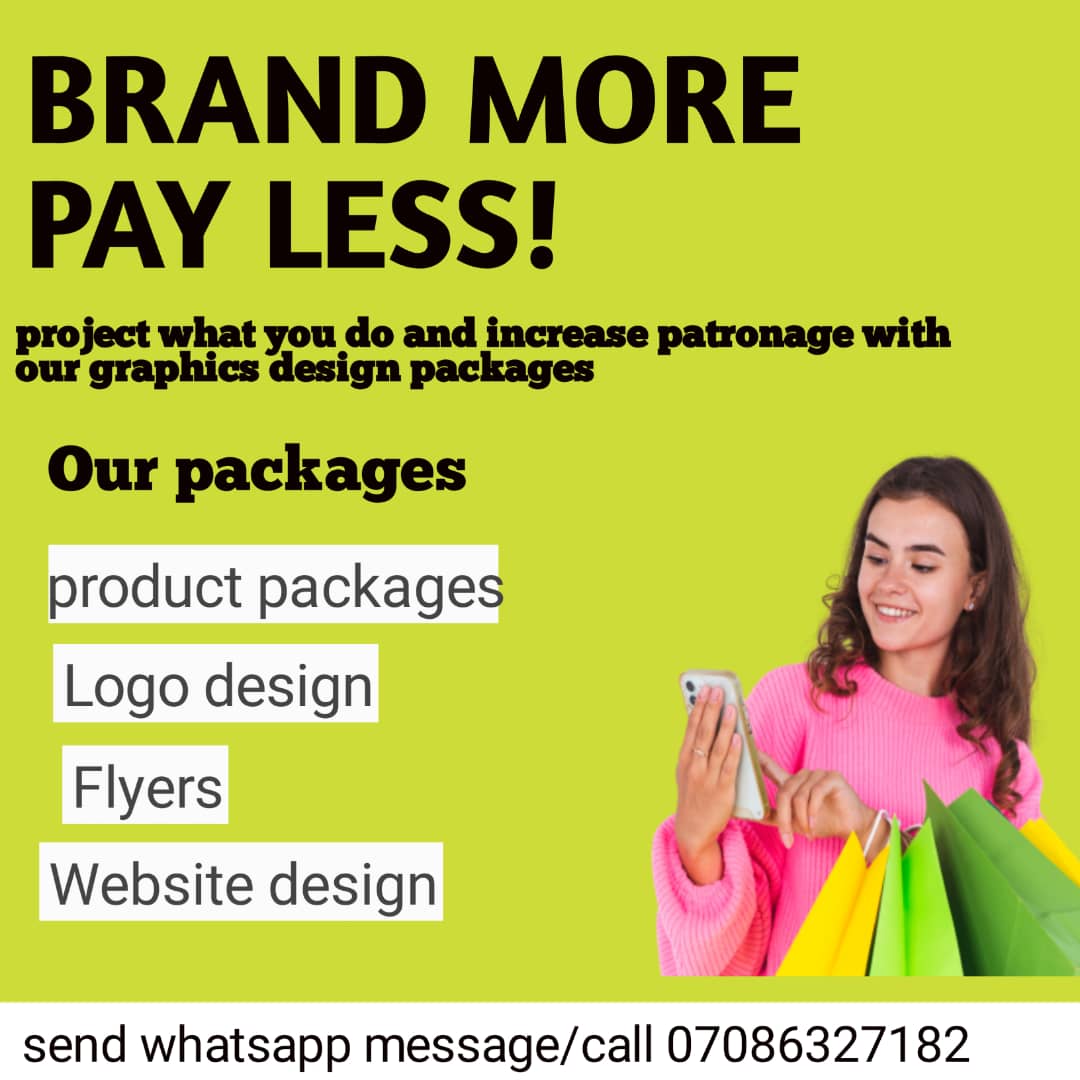 BRAND MORE
PAY LESS!
project what you do and increase patronage with
our graphics design packages
Our packages
product packages
Logo design
Flyers
Website design
send whatsapp message/call 07086327182